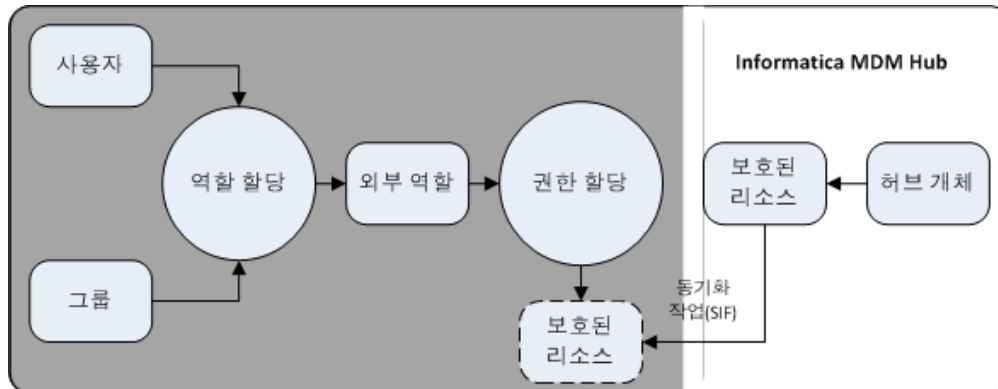 사용자
Informatica MDM Hub
역할 할당
외부 역할
권한 할당
보호된
리소스
허브 개체
그룹
동기화
작업(SIF)
보호된
리소스